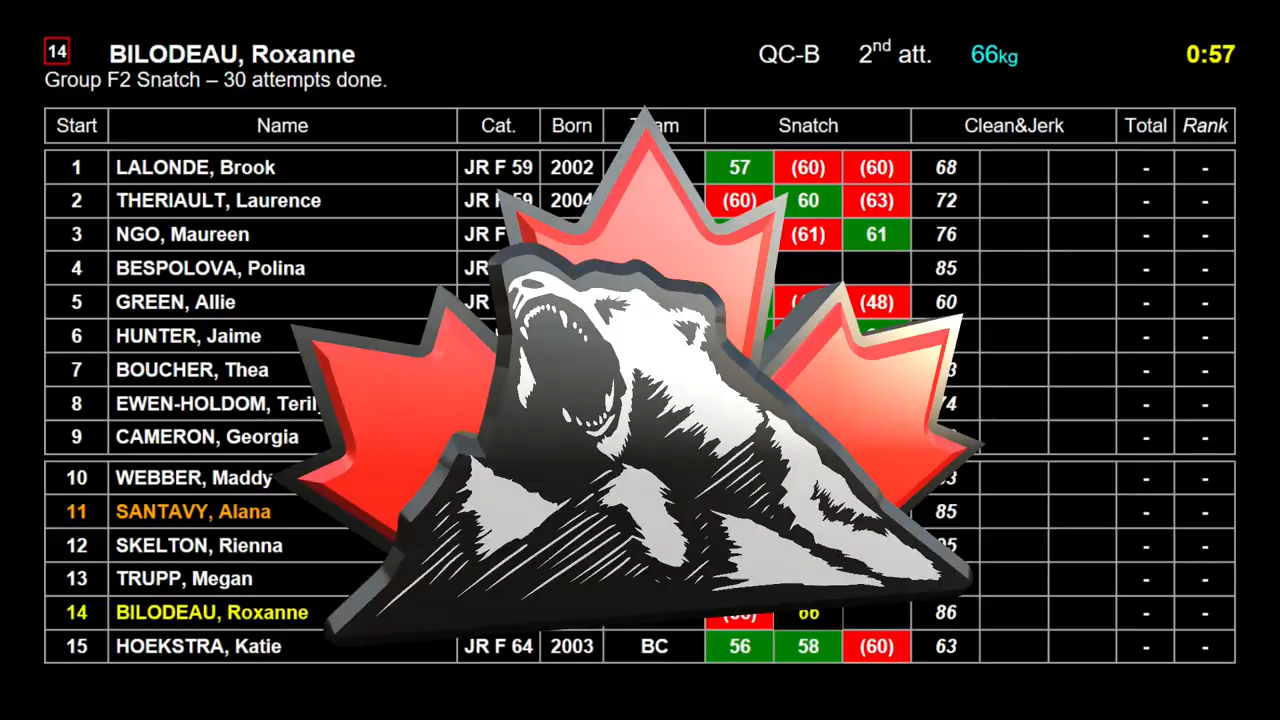 14 BILODEAU, Roxanne QC-B 2nd att. 66kg 0:57
Group F2 Snatch – 30 attempts done.
Start Name Cat. Born Snatch Clean&Jerk Total Rank
1 LALONDE, Brook JR F 59 2002 57 (60) (60) 68 - -
2 THERIAULT, Laurence JR 59 2004 (60) 60 (63) 72 - -
3 NGO, Maureen JR F (61) 61 76 - -
4 BESPOLOVA, Polina JR 85 - -
5 GREEN, Allie JR (48) 60 - -
6 HUNTER, Jaime - -
7 BOUCHER, Thea - -
8 EWEN-HOLDOM, - -
9 CAMERON, Georgia - -
10 WEBBER, Maddy - -
11 SANTAVY, Alana 85 - -
12 SKELTON, Rienna - -
13 TRUPP, Megan - -
14 BILODEAU, Roxanne 66 86 - -
15 HOEKSTRA, Katie JR F 64 2003 BC 56 58 (60) 63 - -